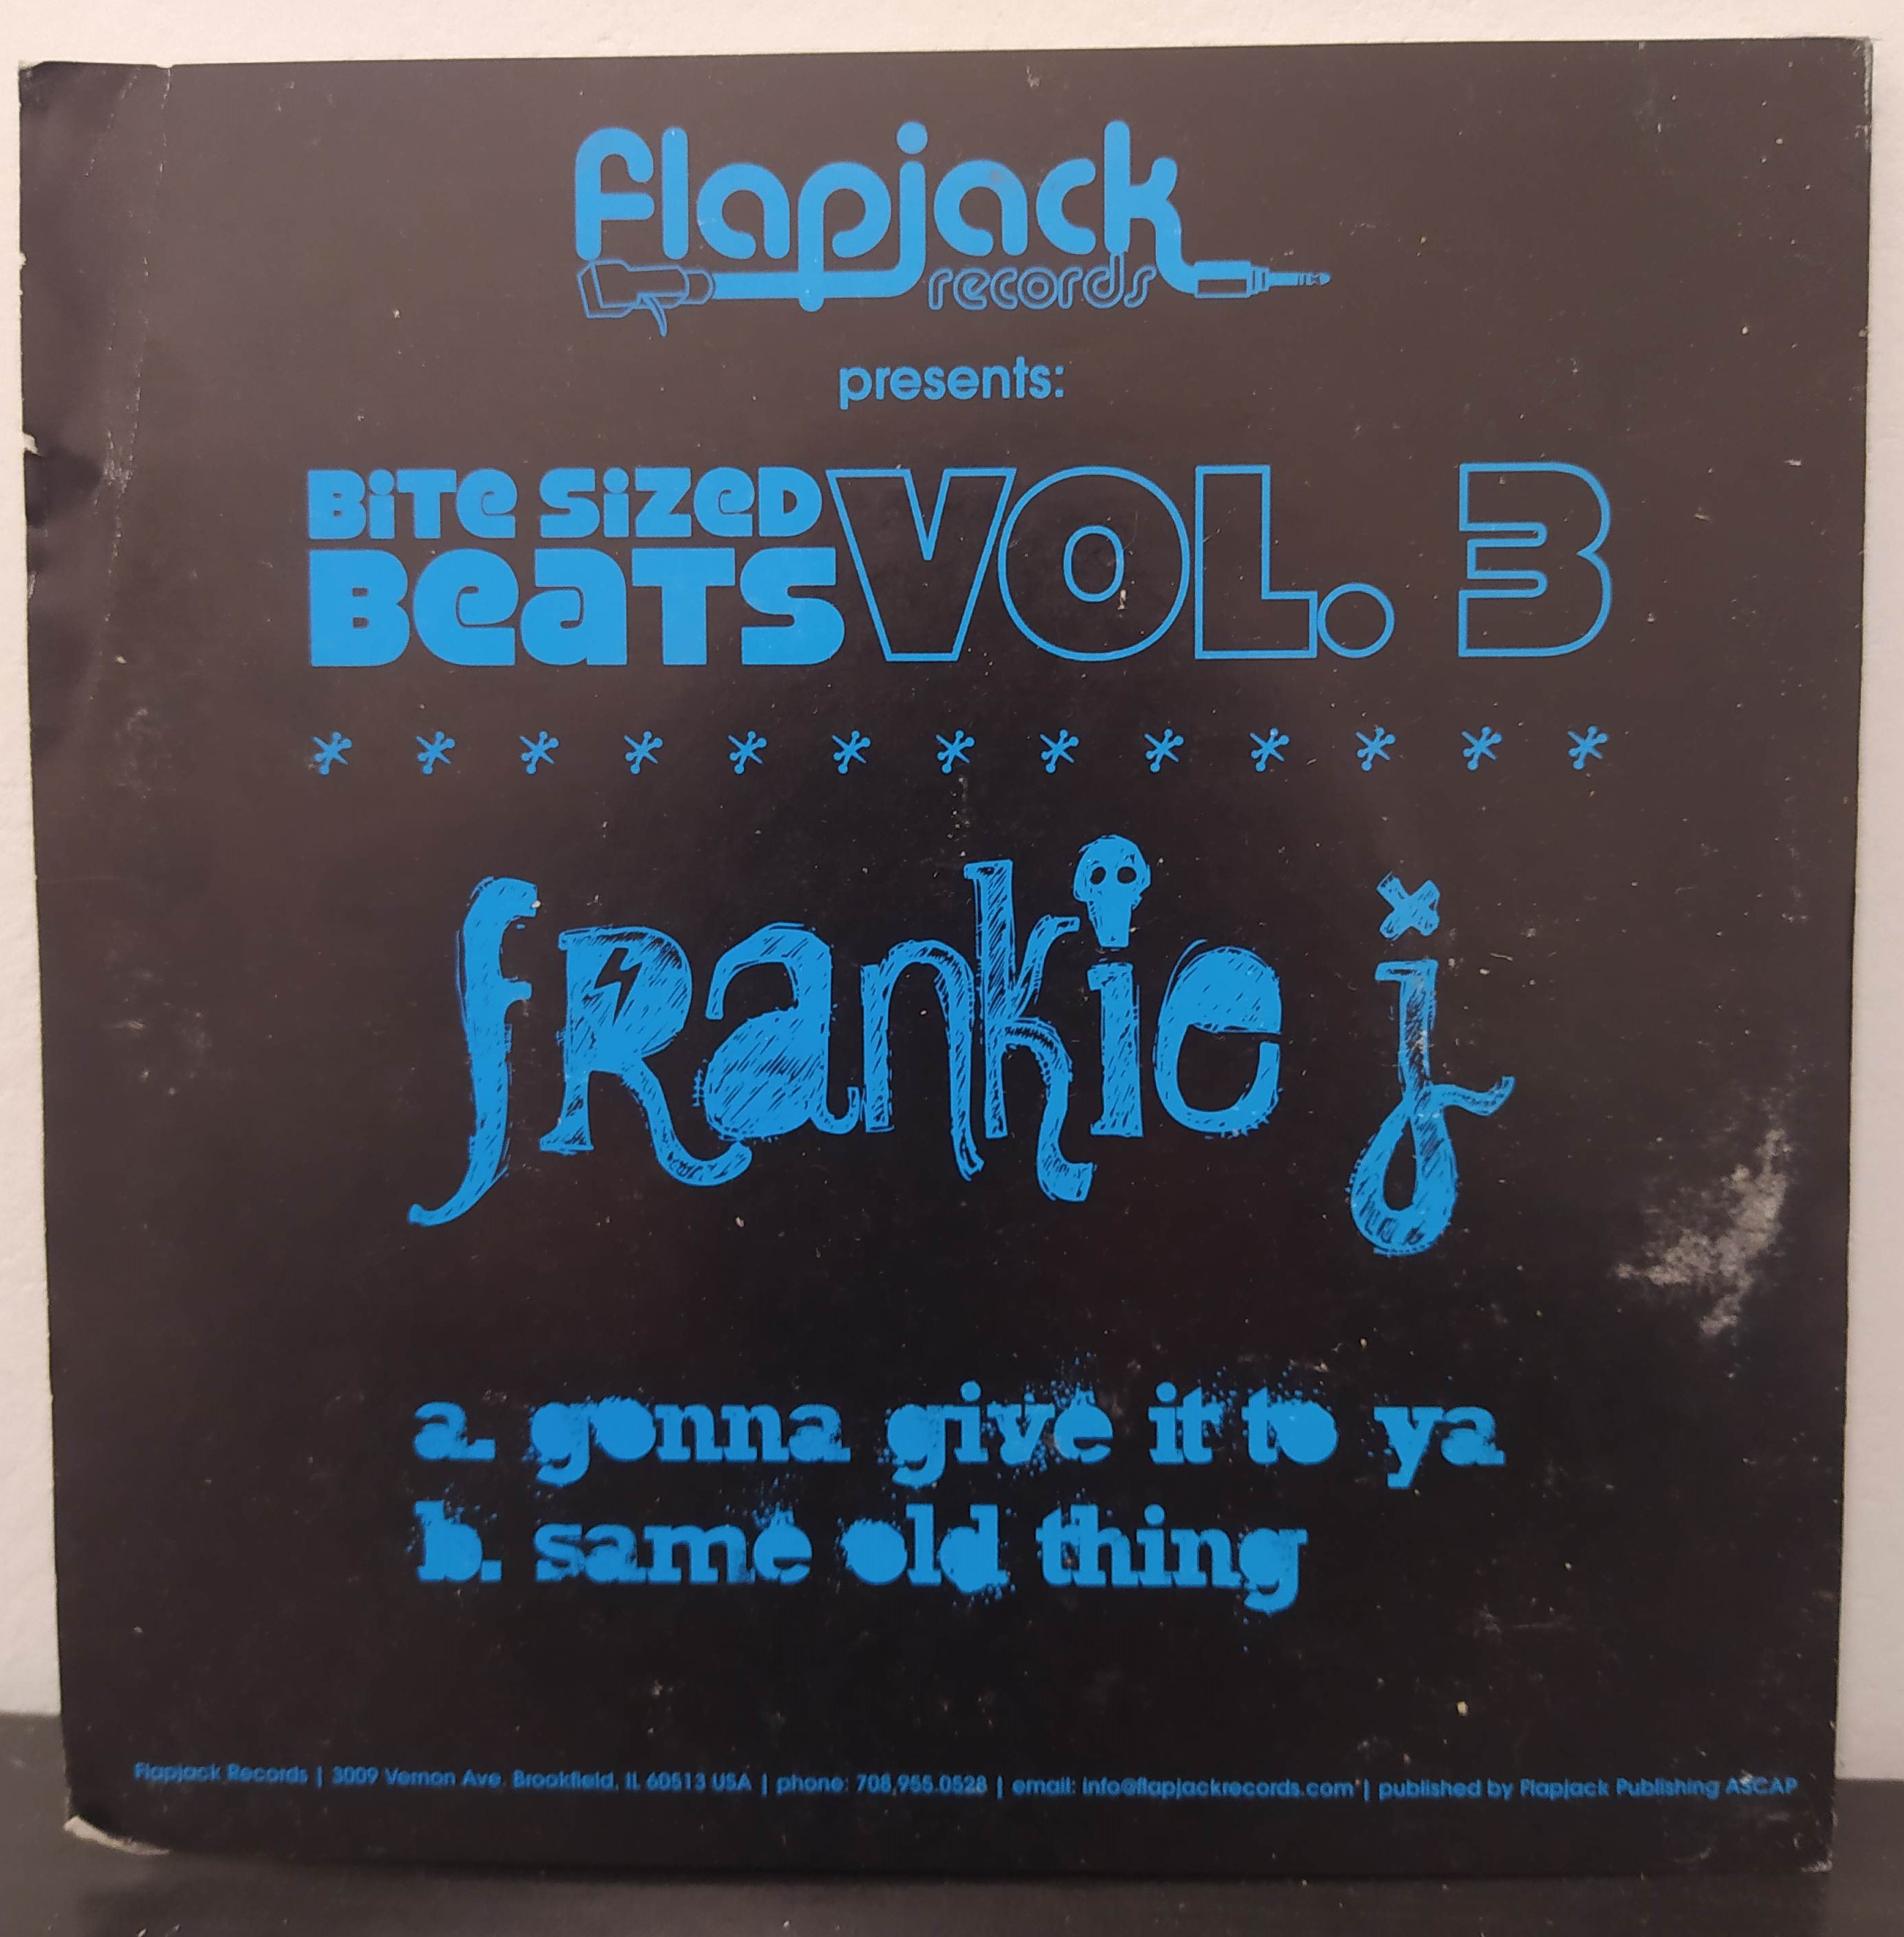 flapjack
records
presents:
BiTe SiZeD
BeaTS VOL. 3
* * * * * * * * * * * * *
fRankie j
a. gonna give it to ya
b. same old thing
Flapjack Records | 3009 Vernon Ave. Brookfield, IL 60513 USA | phone: 708.955.0528 | email: info@flapjackrecords.com | published by Flapjack Publishing ASCAP